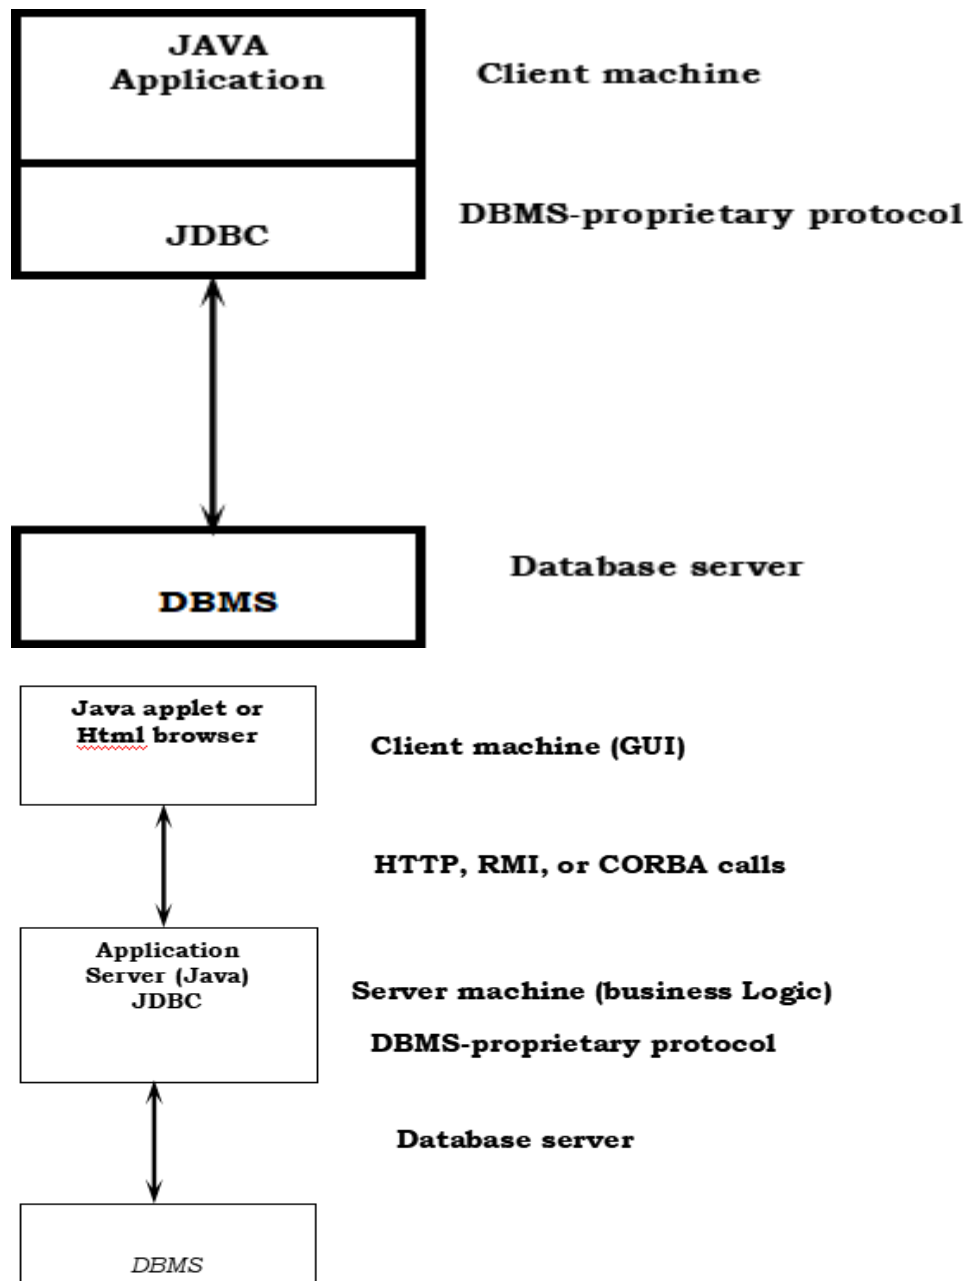 JAVA
Application
Client machine
DBMS-proprietary protocol
JDBC
Database server
DBMS
Java applet or
Html browser
Client machine (GUI)
HTTP, RMI, or CORBA calls
Application
Server (Java)
JDBC
Server machine (business Logic)
DBMS-proprietary protocol
Database server
DBMS